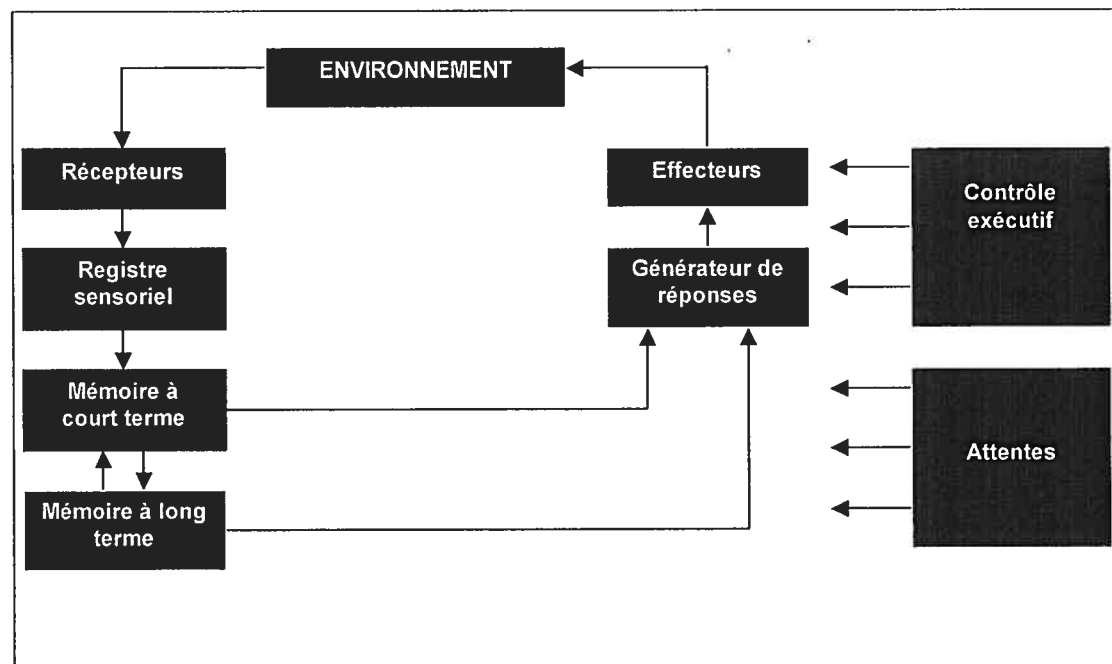 ENVIRONNEMENT
Récepteurs
Effecteurs
Contrôle
exécutif
Registre
sensoriel
Générateur de
réponses
Mémoire à
court terme
Attentes
Mémoire à long
terme